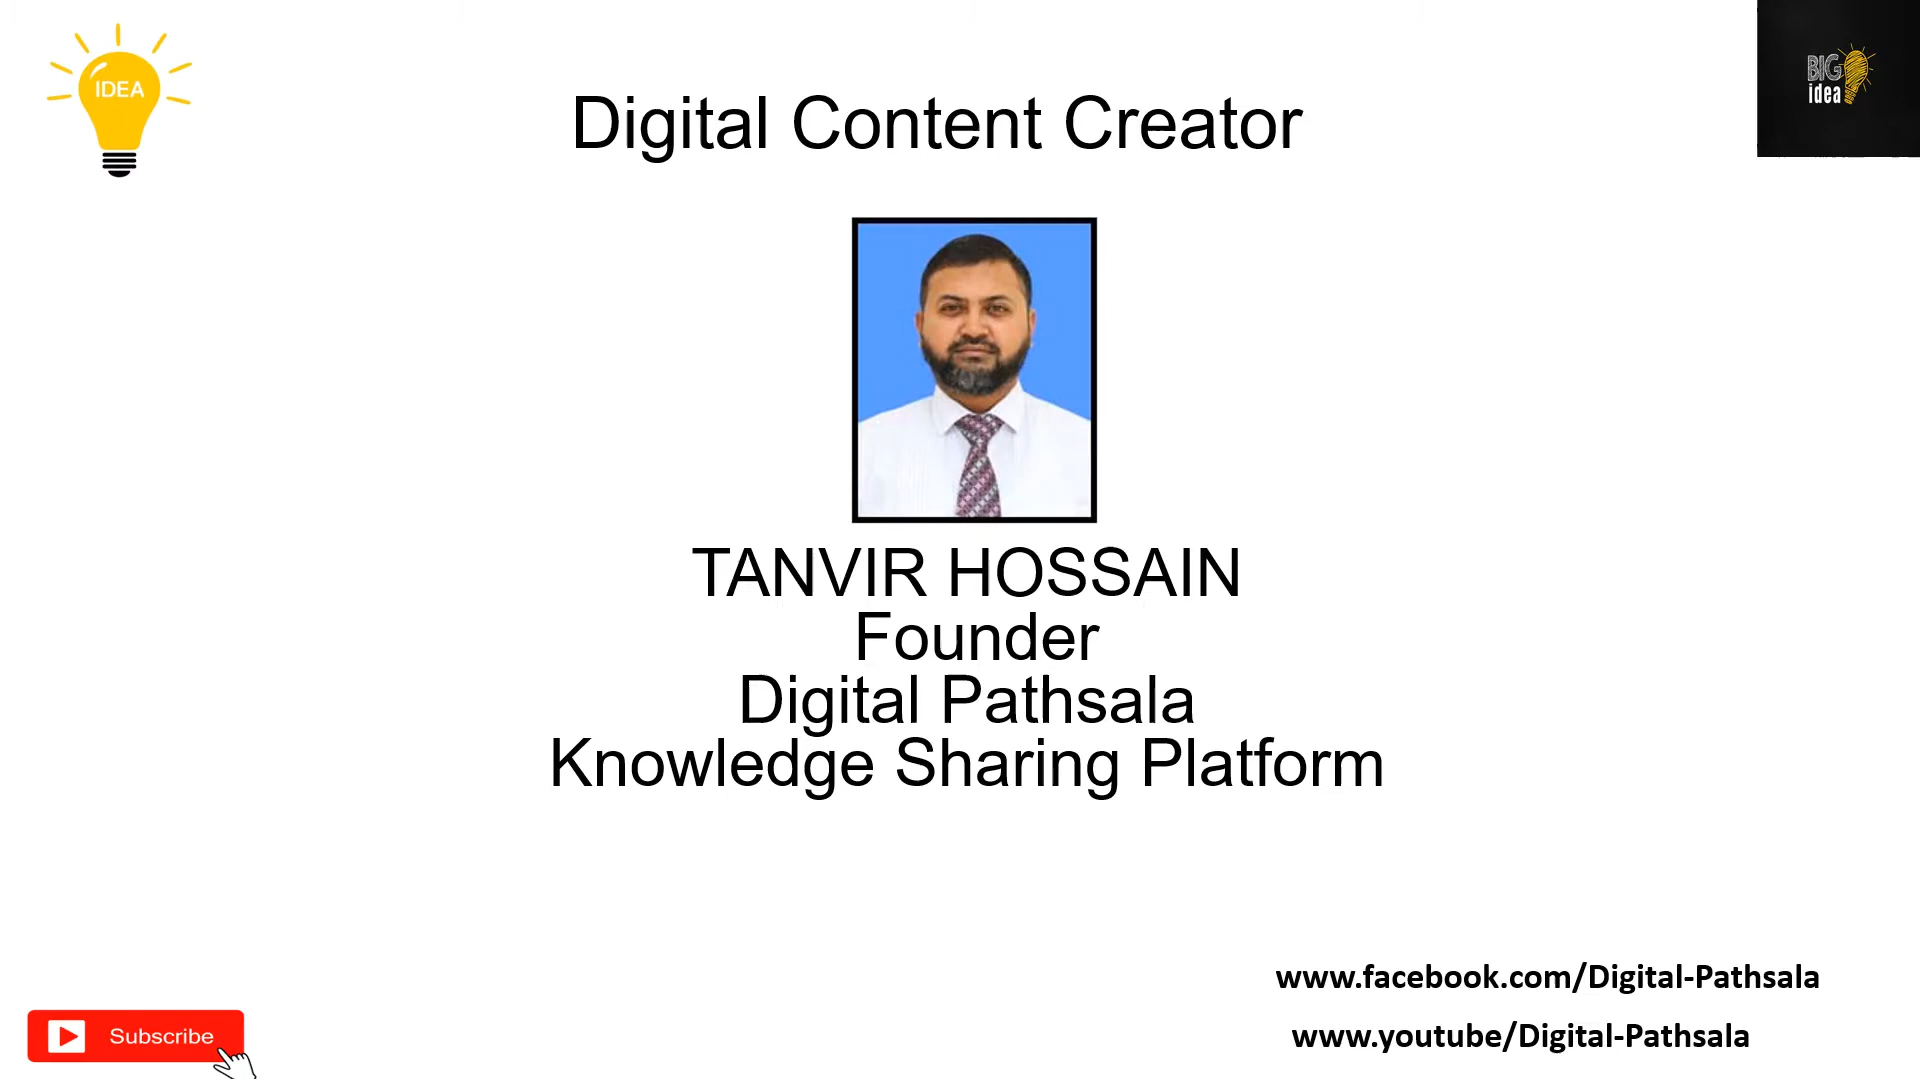 IDEA
BIG
idea
Digital Content Creator
TANVIR HOSSAIN
Founder
Digital Pathsala
Knowledge Sharing Platform
www.facebook.com/Digital-Pathsala
www.youtube/Digital-Pathsala
Subscribe